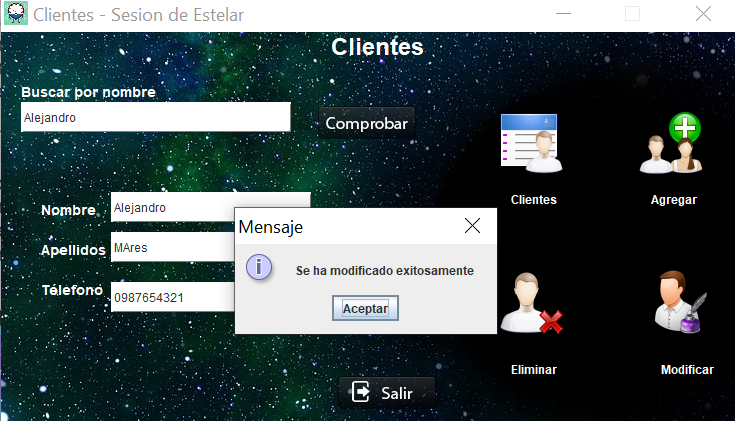 Clientes - Sesion de Estelar
Clientes
Buscar por nombre
Alejandro
Comprobar
Clientes
Agregar
Nombre
Alejandro
Apellidos
MAres
Télefono
0987654321
Mensaje
Se ha modificado exitosamente
Aceptar
Eliminar
Modificar
Salir